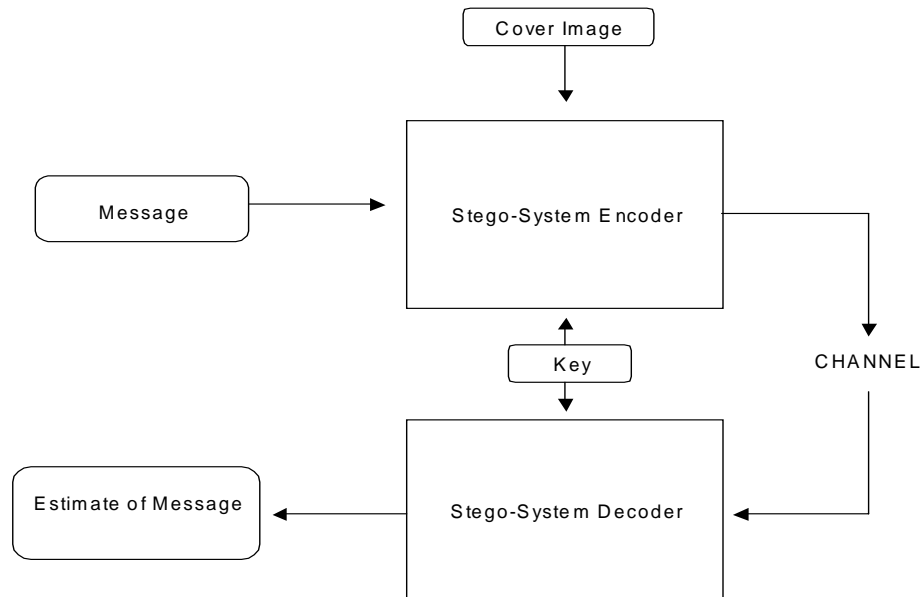 Cover Image
Message
Stego-System Encoder
Key
CHANNEL
Estimate of Message
Stego-System Decoder